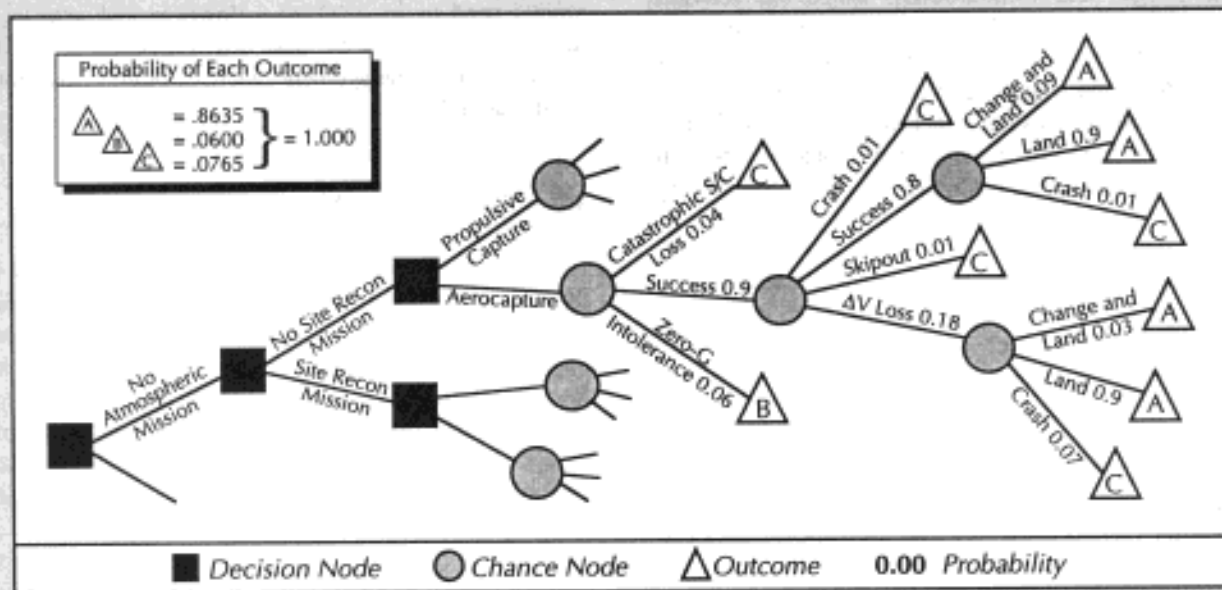 Probability of Each Outcome
A = .8635
B = .0600
C = .0765
} = 1.000
No
Atmospheric
Mission
No Site Recon
Mission
Site Recon
Mission
Propulsive
Capture
Aerocapture
Catastrophic S/C
Loss 0.04
C
Success 0.9
Zero-G
Intolerance 0.06
B
Crash 0.01
C
Success 0.8
Skipout 0.01
C
ΔV Loss 0.18
Change and
Land 0.09
A
Land 0.9
A
Crash 0.01
C
Change and
Land 0.03
A
Land 0.9
A
Crash 0.07
C
Decision Node Chance Node Outcome 0.00 Probability